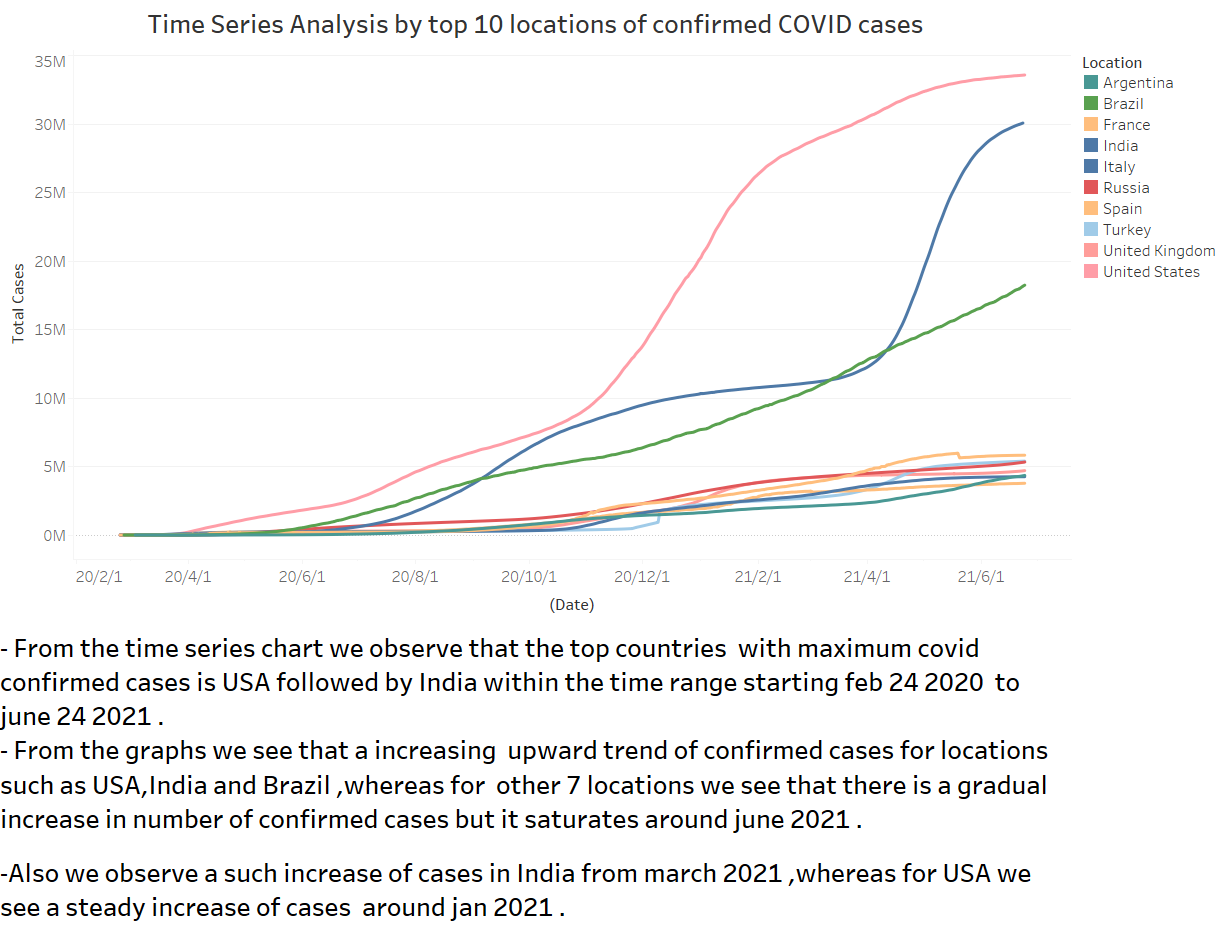 Time Series Analysis by top 10 locations of confirmed COVID cases
35M
30M
25M
20M
15M
10M
5M
0M
Total Cases
20/2/1
20/4/1
20/6/1
20/8/1
20/10/1
20/12/1
21/2/1
21/4/1
21/6/1
(Date)
Location
Argentina
Brazil
France
India
Italy
Russia
Spain
Turkey
United Kingdom
United States
- From the time series chart we observe that the top countries  with maximum covid
confirmed cases is USA followed by India within the time range starting feb 24 2020  to
june 24 2021 .
- From the graphs we see that a increasing  upward trend of confirmed cases for locations
such as USA,India and Brazil ,whereas for  other 7 locations we see that there is a gradual
increase in number of confirmed cases but it saturates around june 2021 .
-Also we observe a such increase of cases in India from march 2021 ,whereas for USA we
see a steady increase of cases  around jan 2021 .